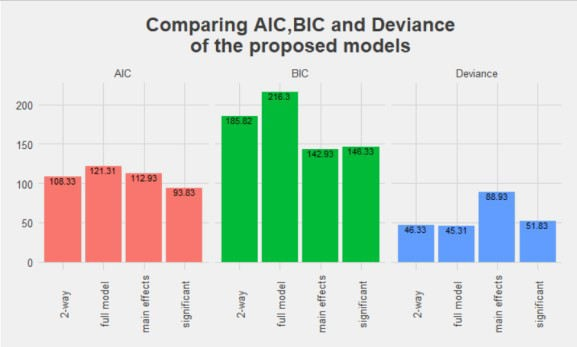 Comparing AIC,BIC and Deviance
of the proposed models
AIC
BIC
Deviance
200
150
100
50
0
108.33
121.31
112.93
93.83
185.82
216.3
142.93
146.33
46.33
45.31
88.93
51.83
2-way
full model
main effects
significant
2-way
full model
main effects
significant
2-way
full model
main effects
significant